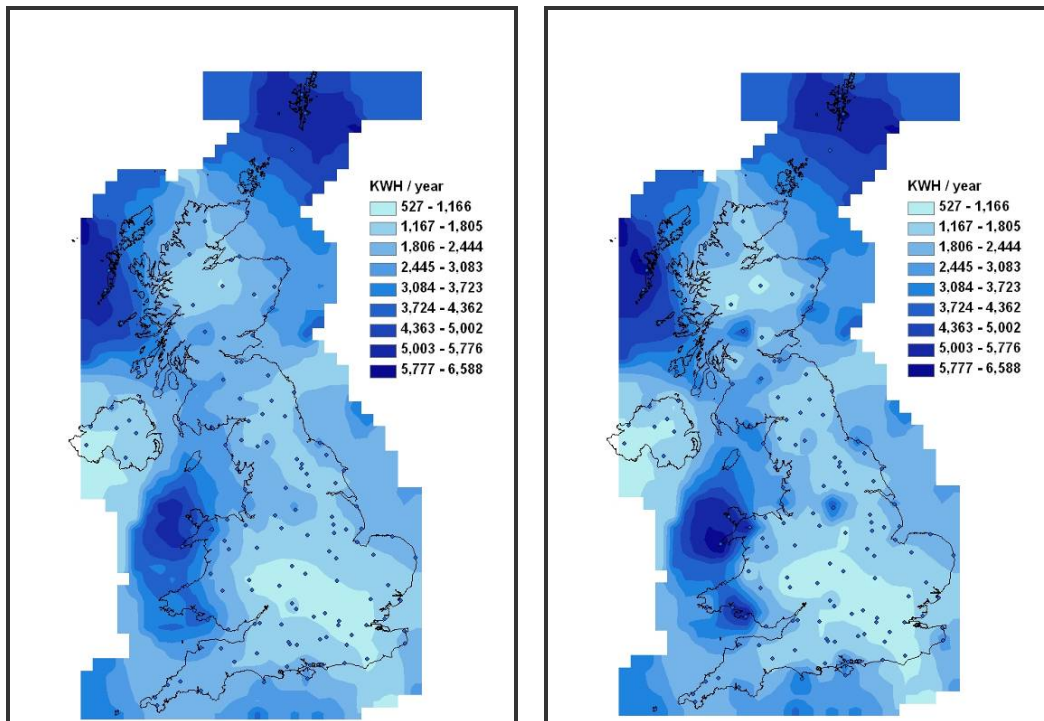 KWH / year
527 - 1,166
1,167 - 1,805
1,806 - 2,444
2,445 - 3,083
3,084 - 3,723
3,724 - 4,362
4,363 - 5,002
5,003 - 5,776
5,777 - 6,588
KWH / year
527 - 1,166
1,167 - 1,805
1,806 - 2,444
2,445 - 3,083
3,084 - 3,723
3,724 - 4,362
4,363 - 5,002
5,003 - 5,776
5,777 - 6,588